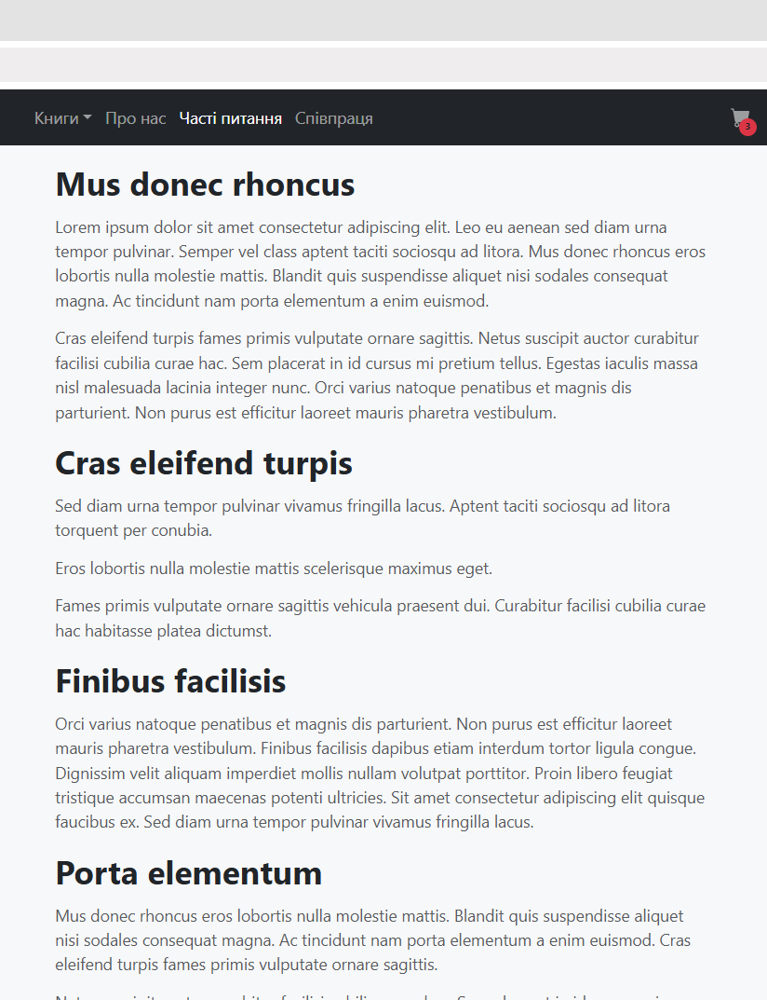 Книги Про нас Часті питання Співпраця 3
Mus donec rhoncus
Lorem ipsum dolor sit amet consectetur adipiscing elit. Leo eu aenean sed diam urna
tempor pulvinar. Semper vel class aptent taciti sociosqu ad litora. Mus donec rhoncus eros
lobortis nulla molestie mattis. Blandit quis suspendisse aliquet nisi sodales consequat
magna. Ac tincidunt nam porta elementum a enim euismod.
Cras eleifend turpis fames primis vulputate ornare sagittis. Netus suscipit auctor curabitur
facilisi cubilia curae hac. Sem placerat in id cursus mi pretium tellus. Egestas iaculis massa
nisl malesuada lacinia integer nunc. Orci varius natoque penatibus et magnis dis
parturient. Non purus est efficitur laoreet mauris pharetra vestibulum.
Cras eleifend turpis
Sed diam urna tempor pulvinar vivamus fringilla lacus. Aptent taciti sociosqu ad litora
torquent per conubia.
Eros lobortis nulla molestie mattis scelerisque maximus eget.
Fames primis vulputate ornare sagittis vehicula praesent dui. Curabitur facilisi cubilia curae
hac habitasse platea dictumst.
Finibus facilisis
Orci varius natoque penatibus et magnis dis parturient. Non purus est efficitur laoreet
mauris pharetra vestibulum. Finibus facilisis dapibus etiam interdum tortor ligula congue.
Dignissim velit aliquam imperdiet mollis nullam volutpat porttitor. Proin libero feugiat
tristique accumsan maecenas potenti ultricies. Sit amet consectetur adipiscing elit quisque
faucibus ex. Sed diam urna tempor pulvinar vivamus fringilla lacus.
Porta elementum
Mus donec rhoncus eros lobortis nulla molestie mattis. Blandit quis suspendisse aliquet
nisi sodales consequat magna. Ac tincidunt nam porta elementum a enim euismod. Cras
eleifend turpis fames primis vulputate ornare sagittis.